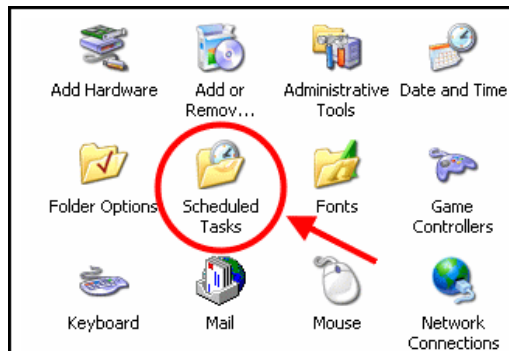 Add Hardware
Add or
Remov...
Administrative
Tools
Date and Time
Folder Options
Scheduled
Tasks
Fonts
Game
Controllers
Keyboard
Mail
Mouse
Network
Connections